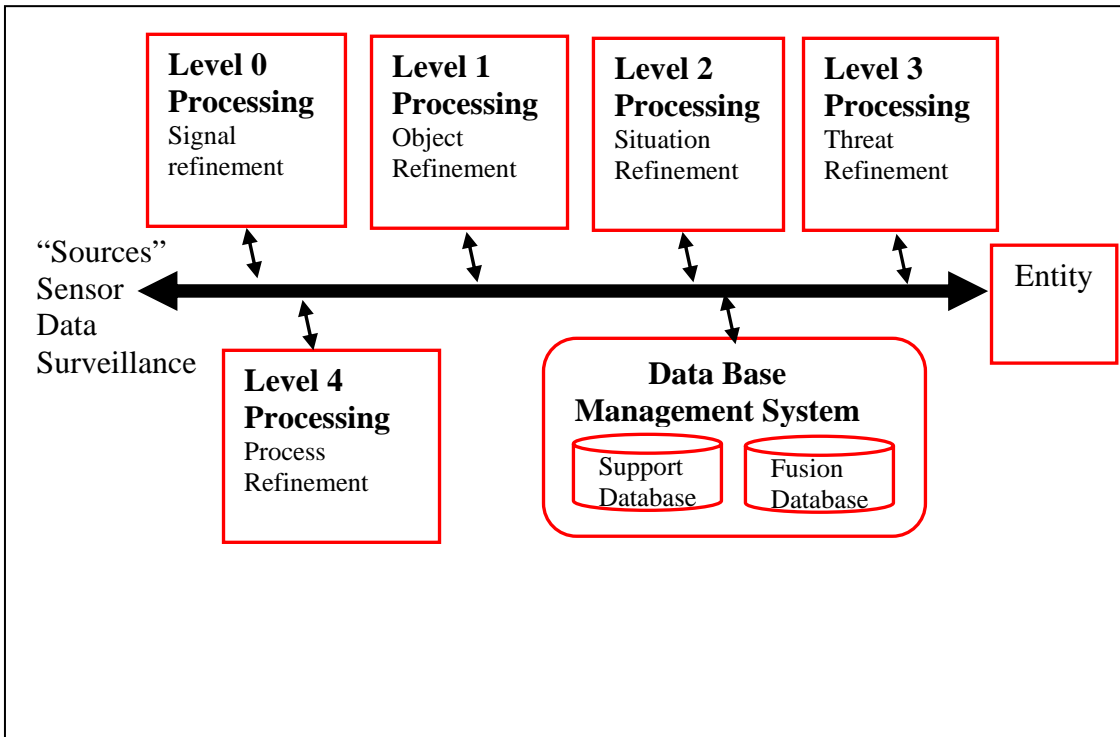 Level 0
Processing
Signal
refinement
Level 1
Processing
Object
Refinement
Level 2
Processing
Situation
Refinement
Level 3
Processing
Threat
Refinement
“Sources”
Sensor
Data
Surveillance
Entity
Level 4
Processing
Process
Refinement
Data Base
Management System
Support
Database
Fusion
Database